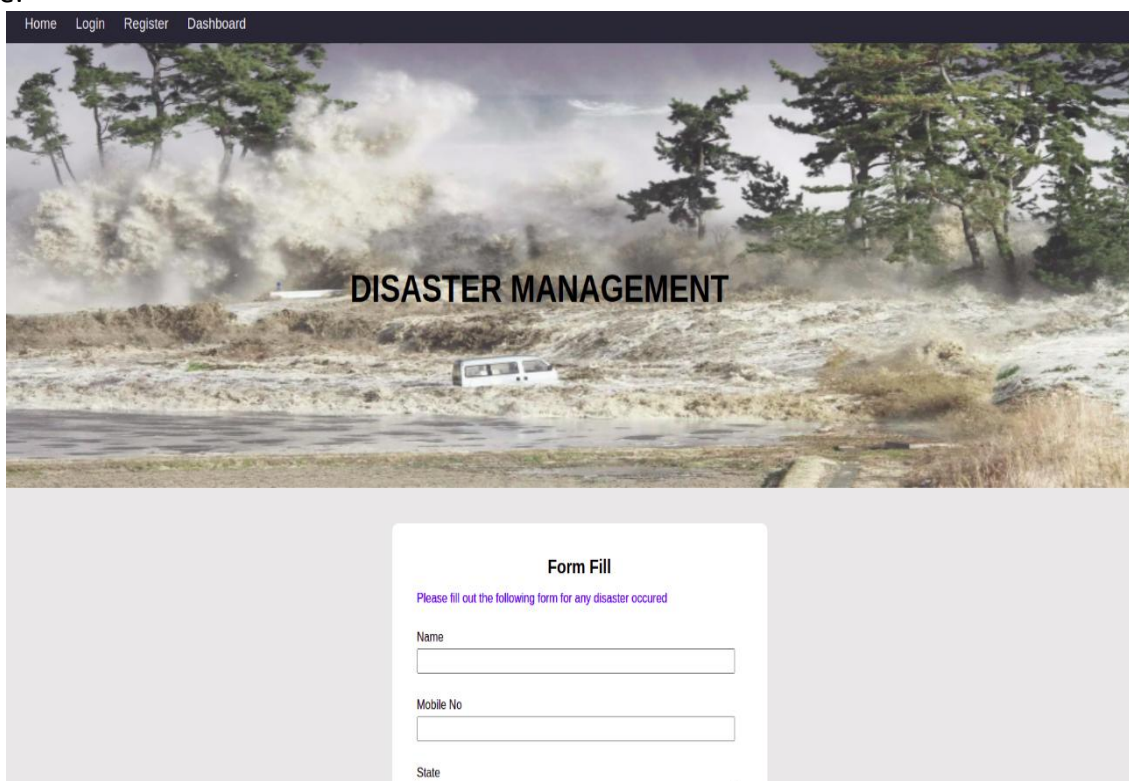 Home Login Register Dashboard
DISASTER MANAGEMENT
Form Fill
Please fill out the following form for any disaster occured
Name
Mobile No
State